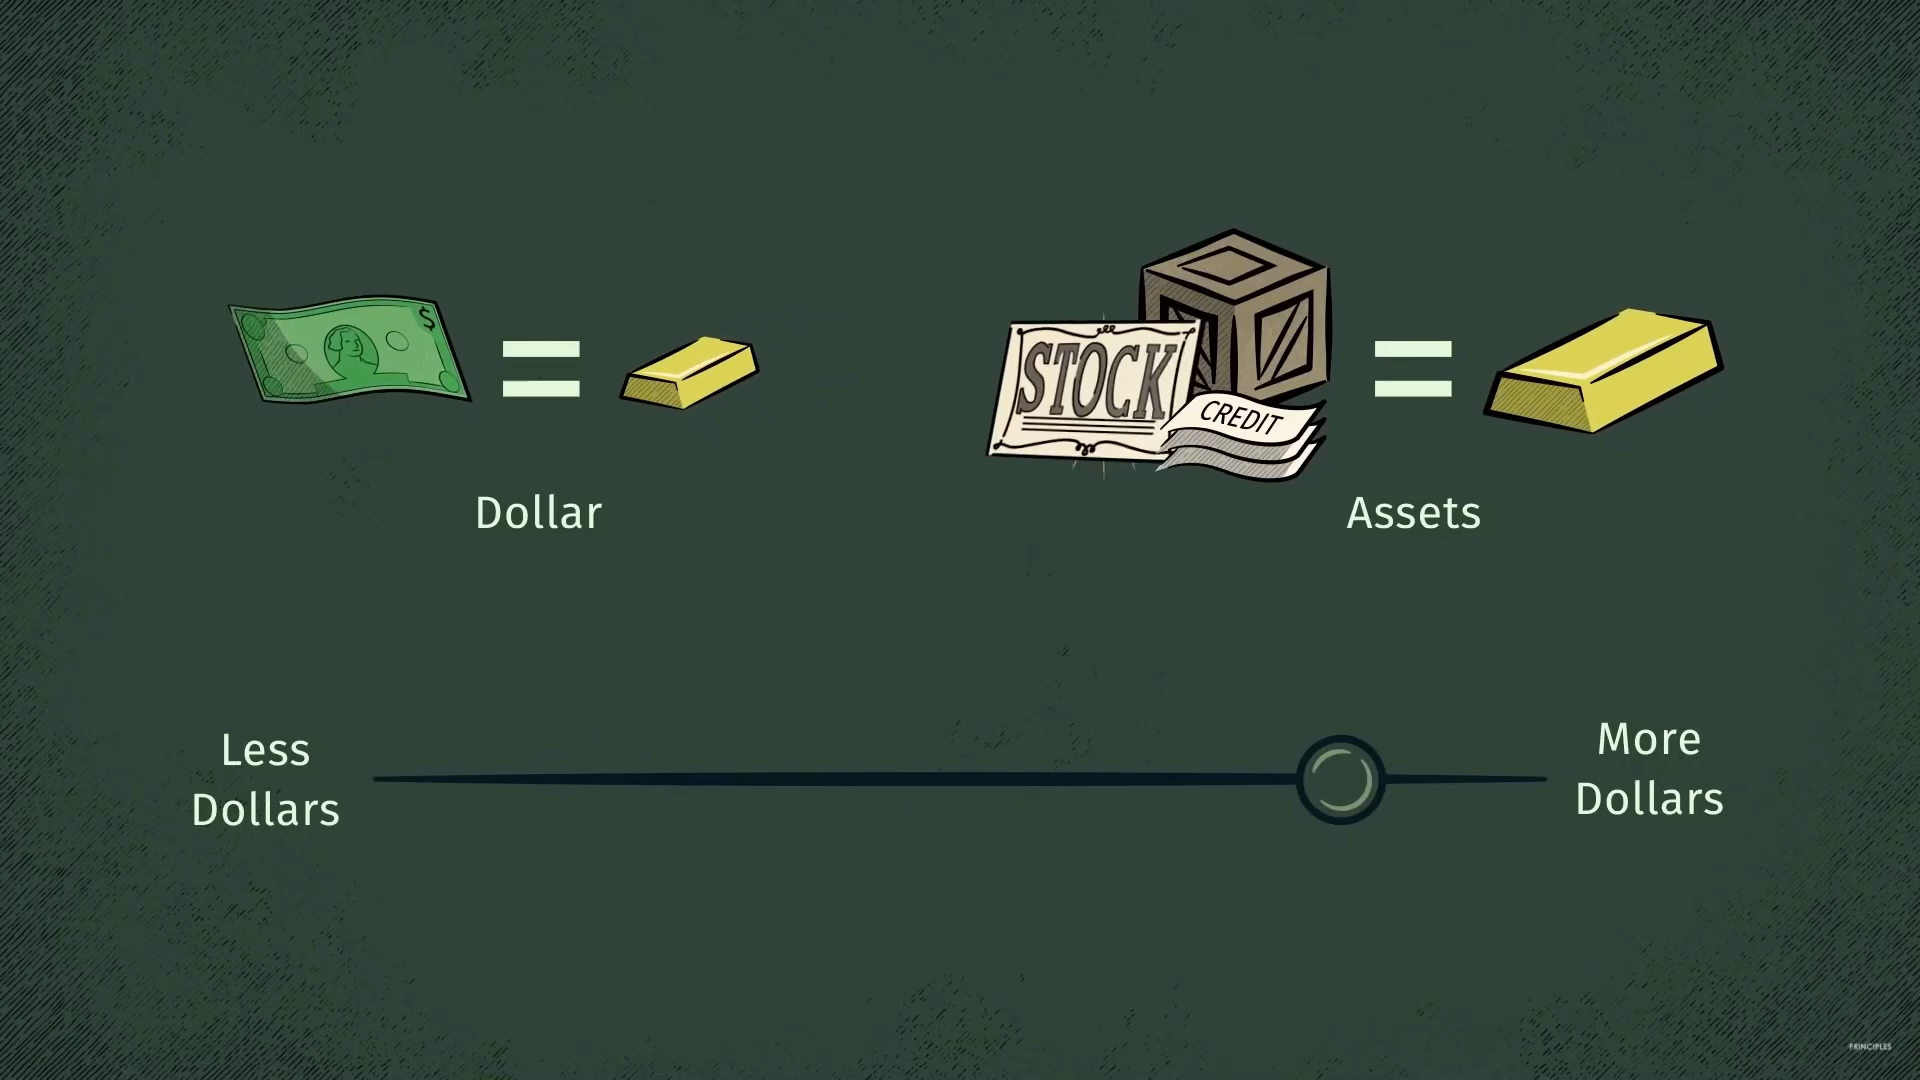 $
STOCK
CREDIT
Dollar
Assets
Less
Dollars
More
Dollars
PRINCIPLES